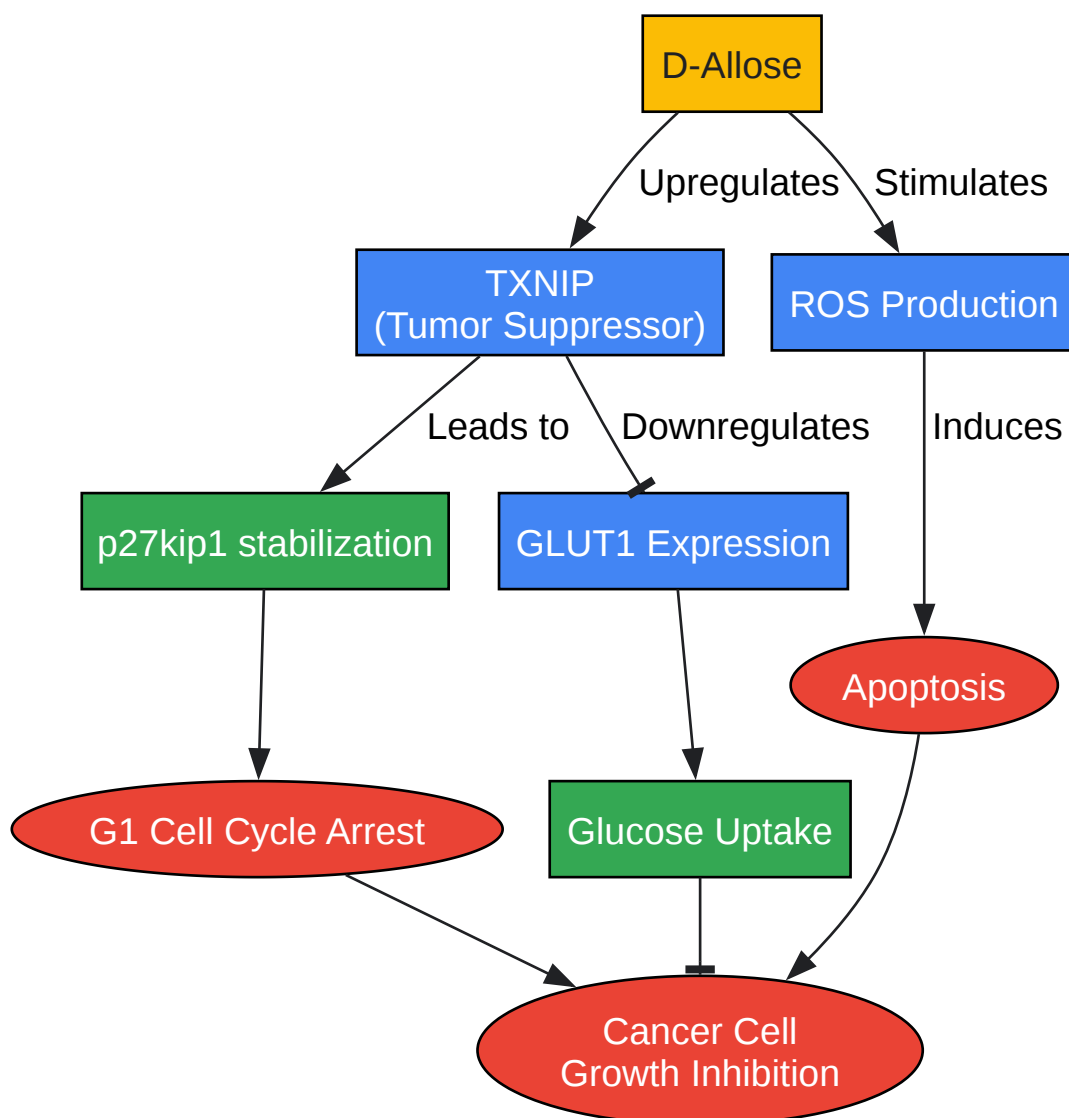 D-Allose
Upregulates
Stimulates
TXNIP
(Tumor Suppressor)
ROS Production
Leads to
Downregulates
Induces
p27kip1 stabilization
GLUT1 Expression
Apoptosis
G1 Cell Cycle Arrest
Glucose Uptake
Cancer Cell
Growth Inhibition